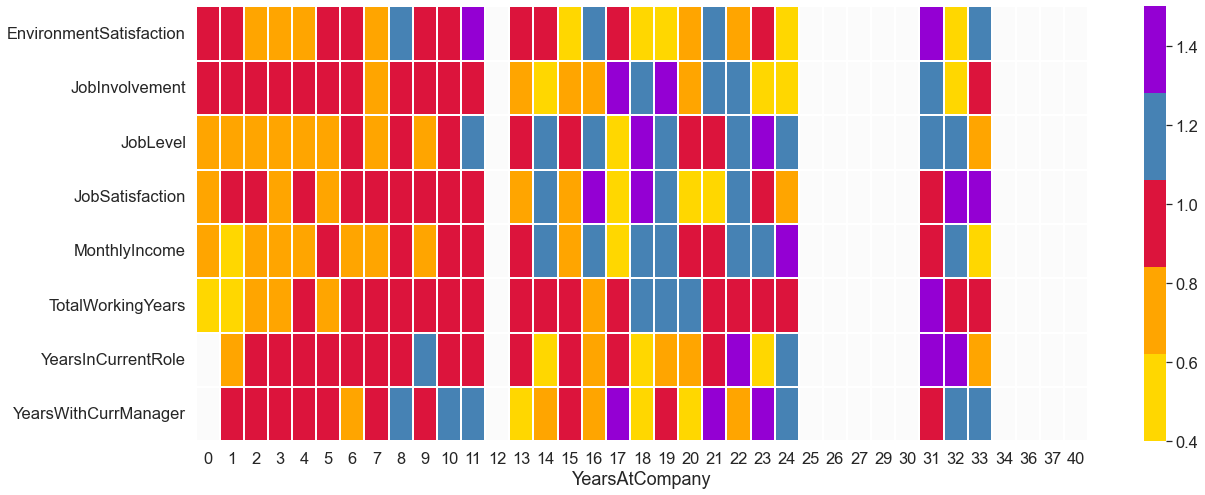 EnvironmentSatisfaction
JobInvolvement
JobLevel
JobSatisfaction
MonthlyIncome
TotalWorkingYears
YearsInCurrentRole
YearsWithCurrManager
0 1 2 3 4 5 6 7 8 9 10 11 12 13 14 15 16 17 18 19 20 21 22 23 24 25 26 27 29 30 31 32 33 34 36 37 40
YearsAtCompany
1.4
1.2
1.0
0.8
0.6
0.4